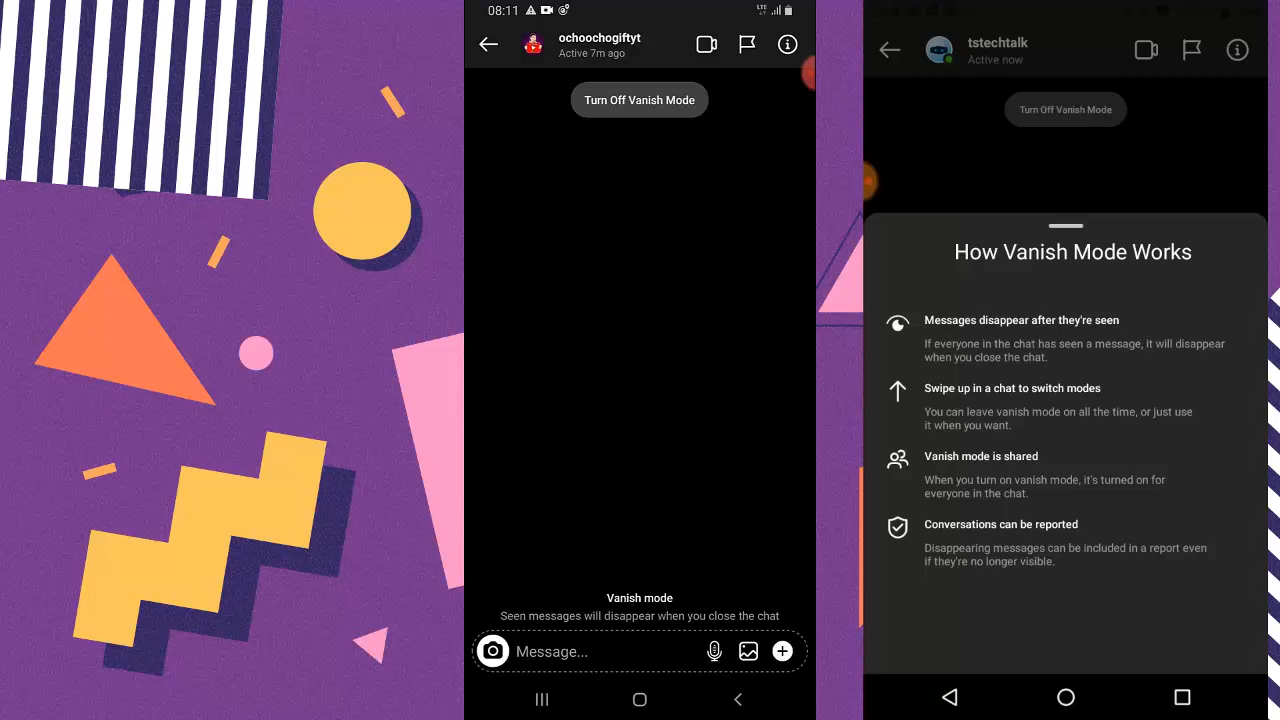 08:11
LTE
ochoochogiftyt
Active 7m ago
Turn Off Vanish Mode
Vanish mode
Seen messages will disappear when you close the chat
Message...
tstechtalk
Active now
Turn Off Vanish Mode
How Vanish Mode Works
Messages disappear after they're seen
If everyone in the chat has seen a message, it will disappear
when you close the chat.
Swipe up in a chat to switch modes
You can leave vanish mode on all the time, or just use
it when you want.
Vanish mode is shared
When you turn on vanish mode, it's turned on for
everyone in the chat.
Conversations can be reported
Disappearing messages can be included in a report even
if they're no longer visible.